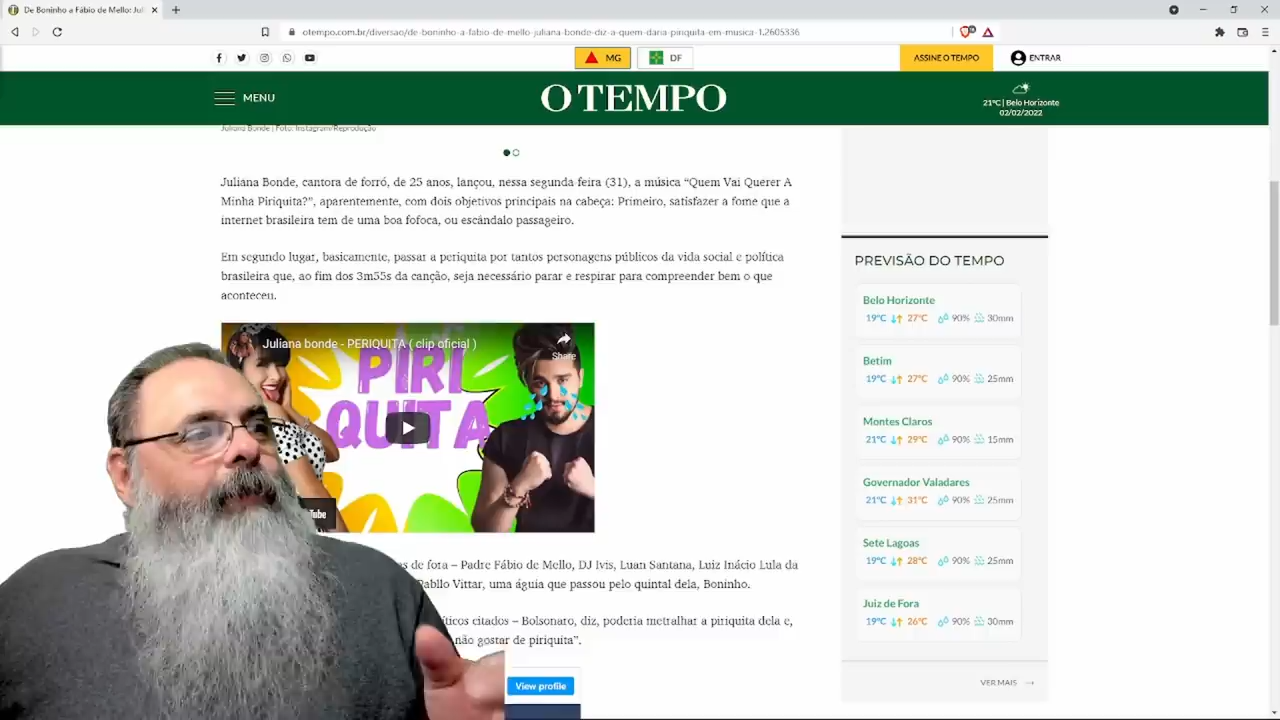 De Boninho a Fábio de Mello: Jul
otempo.com.br/diversao/de-boninho-a-fabio-de-mello-juliana-bonde-diz-a-quem-daria-piriquita-em-musica-1.2605336
MG
DF
ASSINE O TEMPO
ENTRAR
MENU
O TEMPO
21°C | Belo Horizonte
02/02/2022
Juliana Bonde | Foto: Instagram/Reprodução
Juliana Bonde, cantora de forró, de 25 anos, lançou, nessa segunda feira (31), a música “Quem Vai Querer A
Minha Piriquita?”, aparentemente, com dois objetivos principais na cabeça: Primeiro, satisfazer a fome que a
internet brasileira tem de uma boa fofoca, ou escândalo passageiro.
Em segundo lugar, basicamente, passar a periquita por tantos personagens públicos da vida social e política
brasileira que, ao fim dos 3m55s da canção, seja necessário parar e respirar para compreender bem o que
aconteceu.
Juliana bonde - PERIQUITA ( clip oficial )
Share
PIRI
QUITA
Tube
as de fora – Padre Fábio de Mello, DJ Ivis, Luan Santana, Luiz Inácio Lula da
Pabllo Vittar, uma águia que passou pelo quintal dela, Boninho.
íticos citados – Bolsonaro, diz, poderia metralhar a piriquita dela e,
não gostar de piriquita”.
View profile
PREVISÃO DO TEMPO
Belo Horizonte
19°C 27°C 90% 30mm
Betim
19°C 27°C 90% 25mm
Montes Claros
21°C 29°C 90% 15mm
Governador Valadares
21°C 31°C 90% 25mm
Sete Lagoas
19°C 28°C 90% 25mm
Juiz de Fora
19°C 26°C 90% 30mm
VER MAIS